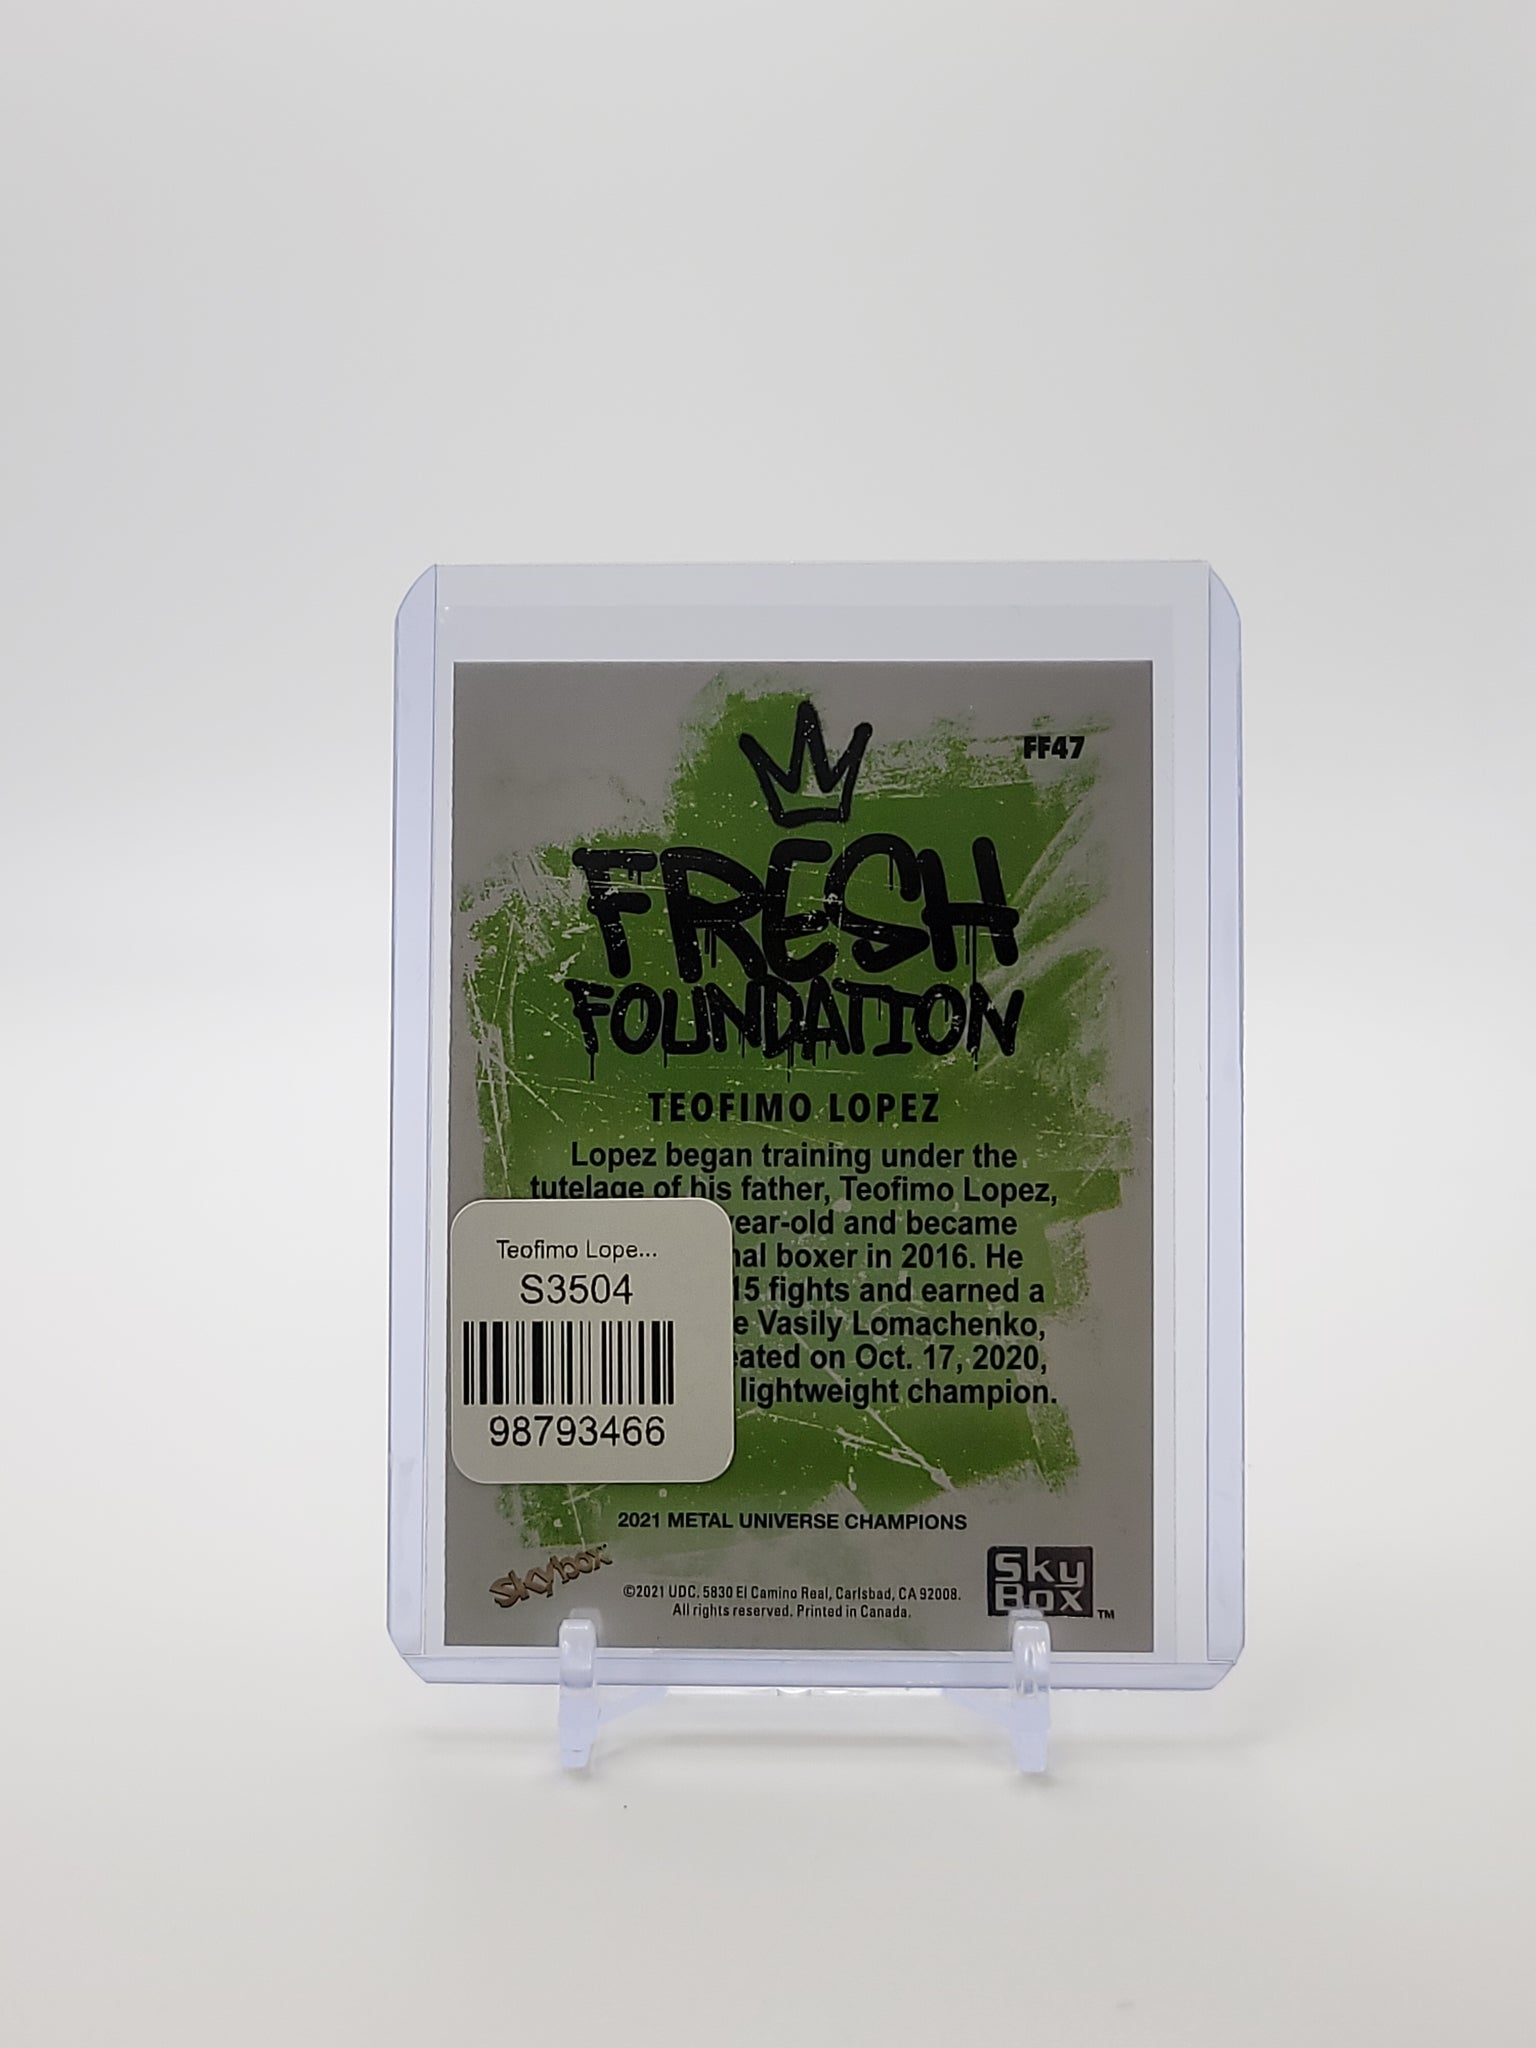 FF47
FRESH
FOUNDATION
TEOFIMO LOPEZ
Lopez began training under the
tutelage of his father, Teofimo Lopez,
year-old and became
boxer in 2016. He
15 fights and earned a
Vasily Lomachenko,
on Oct. 17, 2020,
lightweight champion.
Teofimo Lope...
S3504
98793466
2021 METAL UNIVERSE CHAMPIONS
Skybox
©2021 UDC. 5830 El Camino Real, Carlsbad, CA 92008.
All rights reserved. Printed in Canada.
Sky
Box TM